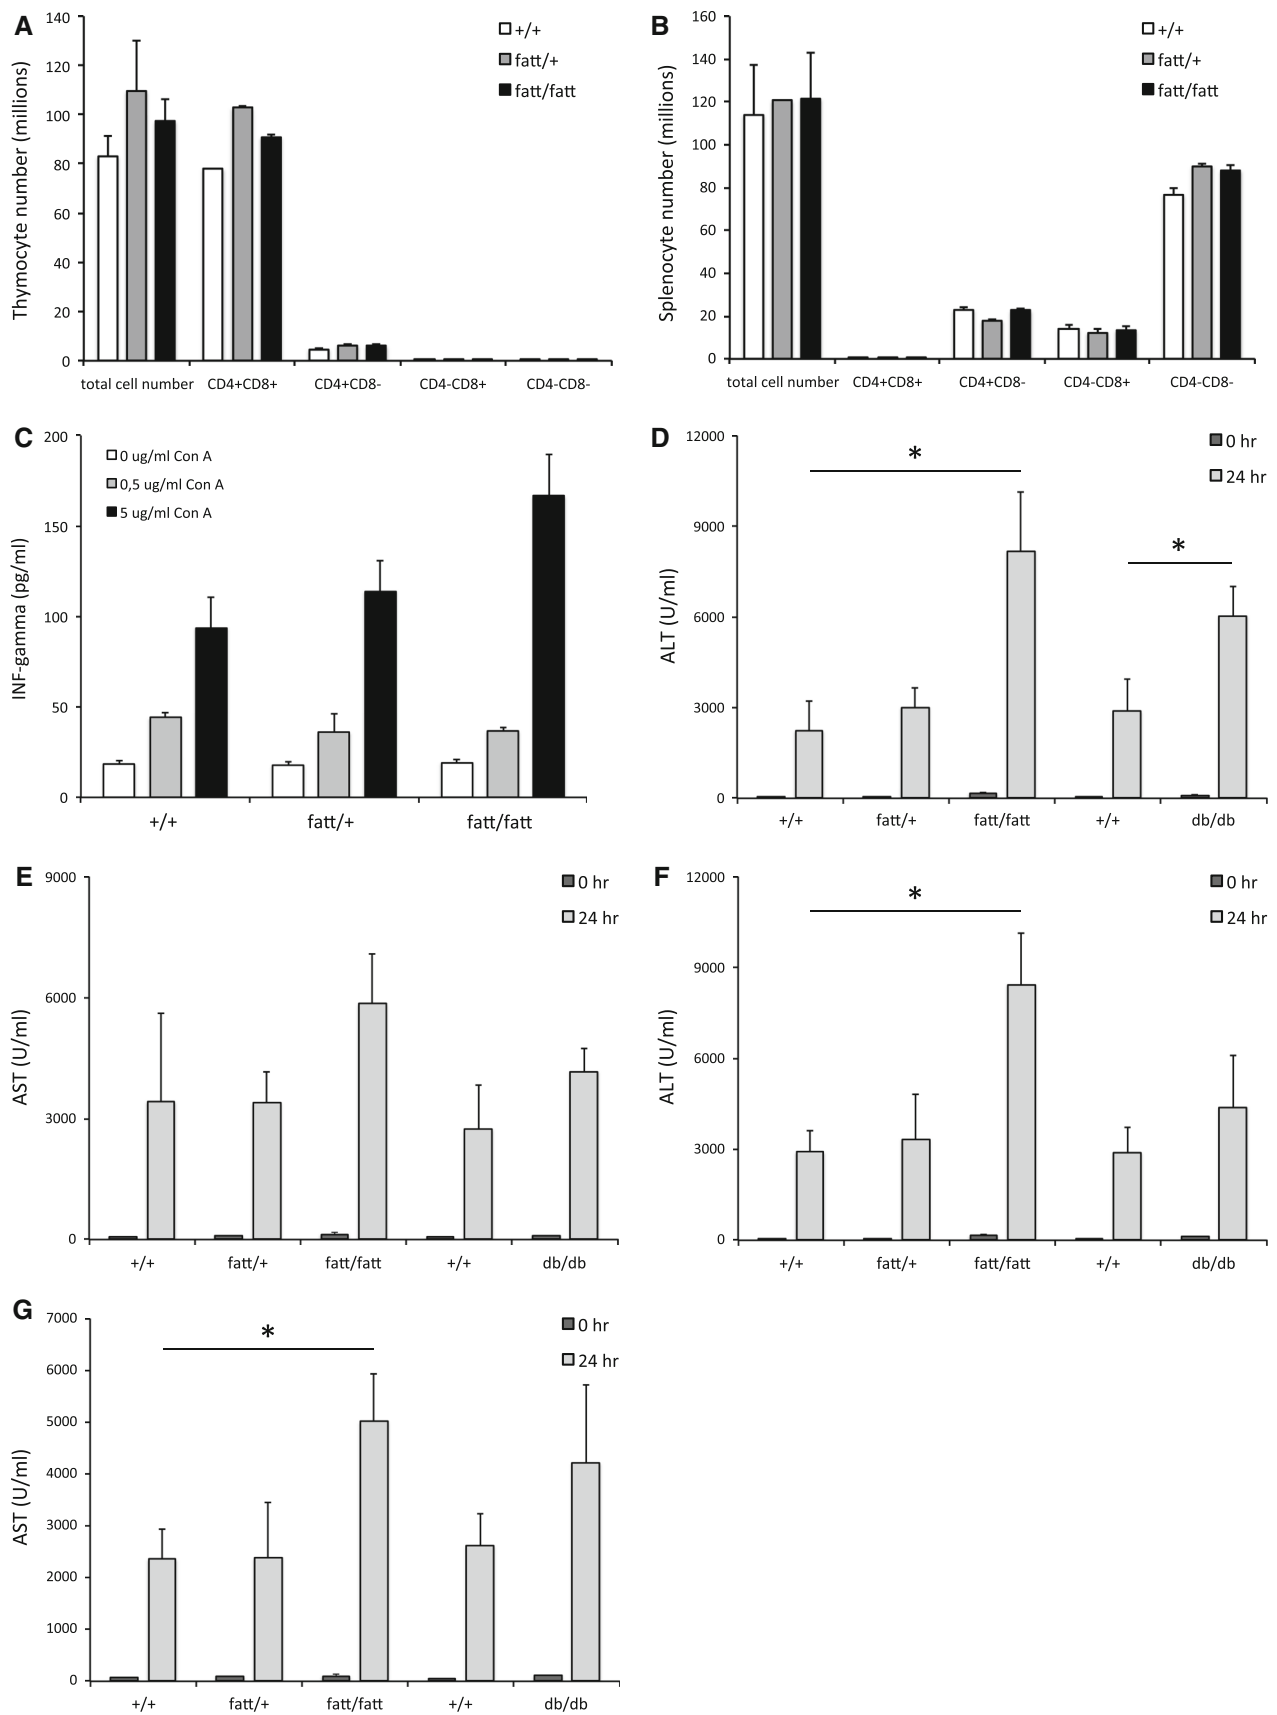 A
Thymocyte number (millions)
140
120
100
80
60
40
20
0
+/+
fatt/+
fatt/fatt
total cell number CD4+CD8+ CD4+CD8- CD4-CD8+ CD4-CD8-
B
Splenocyte number (millions)
160
140
120
100
80
60
40
20
0
+/+
fatt/+
fatt/fatt
total cell number CD4+CD8+ CD4+CD8- CD4-CD8+ CD4-CD8-
C
INF-gamma (pg/ml)
200
150
100
50
0
0 ug/ml Con A
0,5 ug/ml Con A
5 ug/ml Con A
+/+ fatt/+ fatt/fatt
D
ALT (U/ml)
12000
9000
6000
3000
0
0 hr
24 hr
*
*
+/+ fatt/+ fatt/fatt +/+ db/db
E
AST (U/ml)
9000
6000
3000
0
0 hr
24 hr
+/+ fatt/+ fatt/fatt +/+ db/db
F
ALT (U/ml)
12000
9000
6000
3000
0
0 hr
24 hr
*
+/+ fatt/+ fatt/fatt +/+ db/db
G
AST (U/ml)
7000
6000
5000
4000
3000
2000
1000
0
0 hr
24 hr
*
+/+ fatt/+ fatt/fatt +/+ db/db